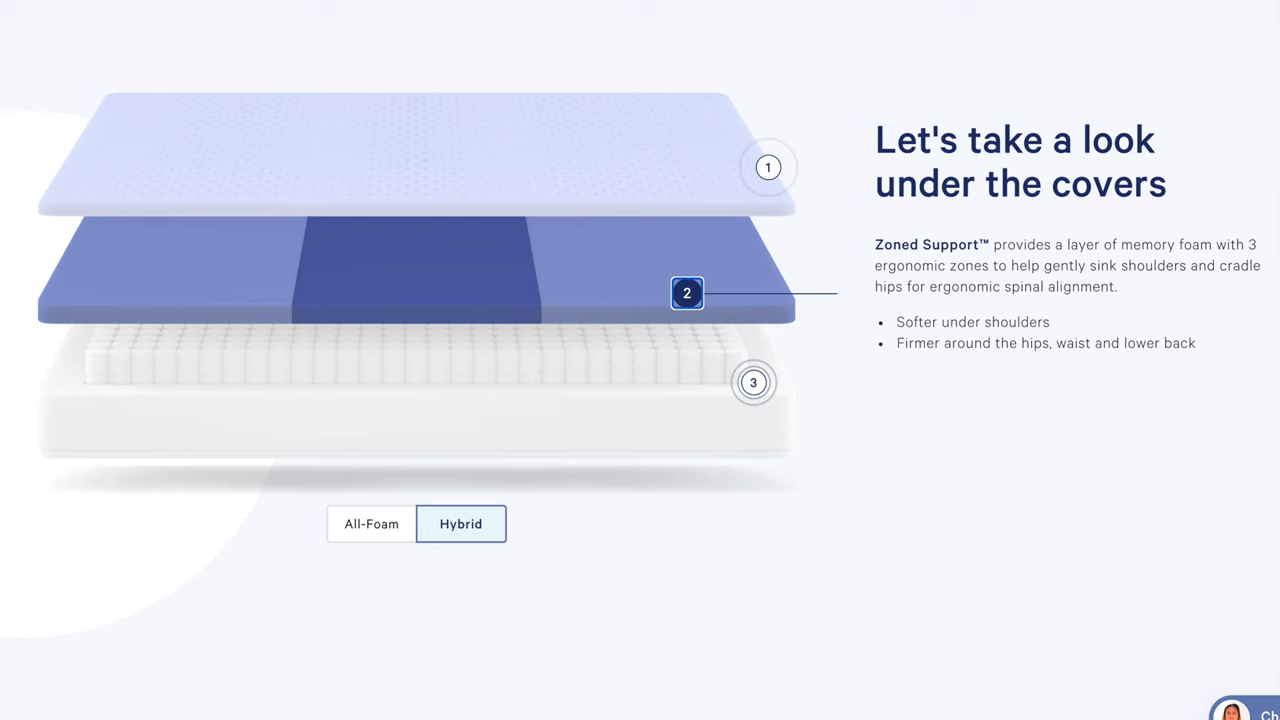 Let's take a look
under the covers
1
Zoned Support™ provides a layer of memory foam with 3
ergonomic zones to help gently sink shoulders and cradle
hips for ergonomic spinal alignment.
2
• Softer under shoulders
• Firmer around the hips, waist and lower back
3
All-Foam
Hybrid